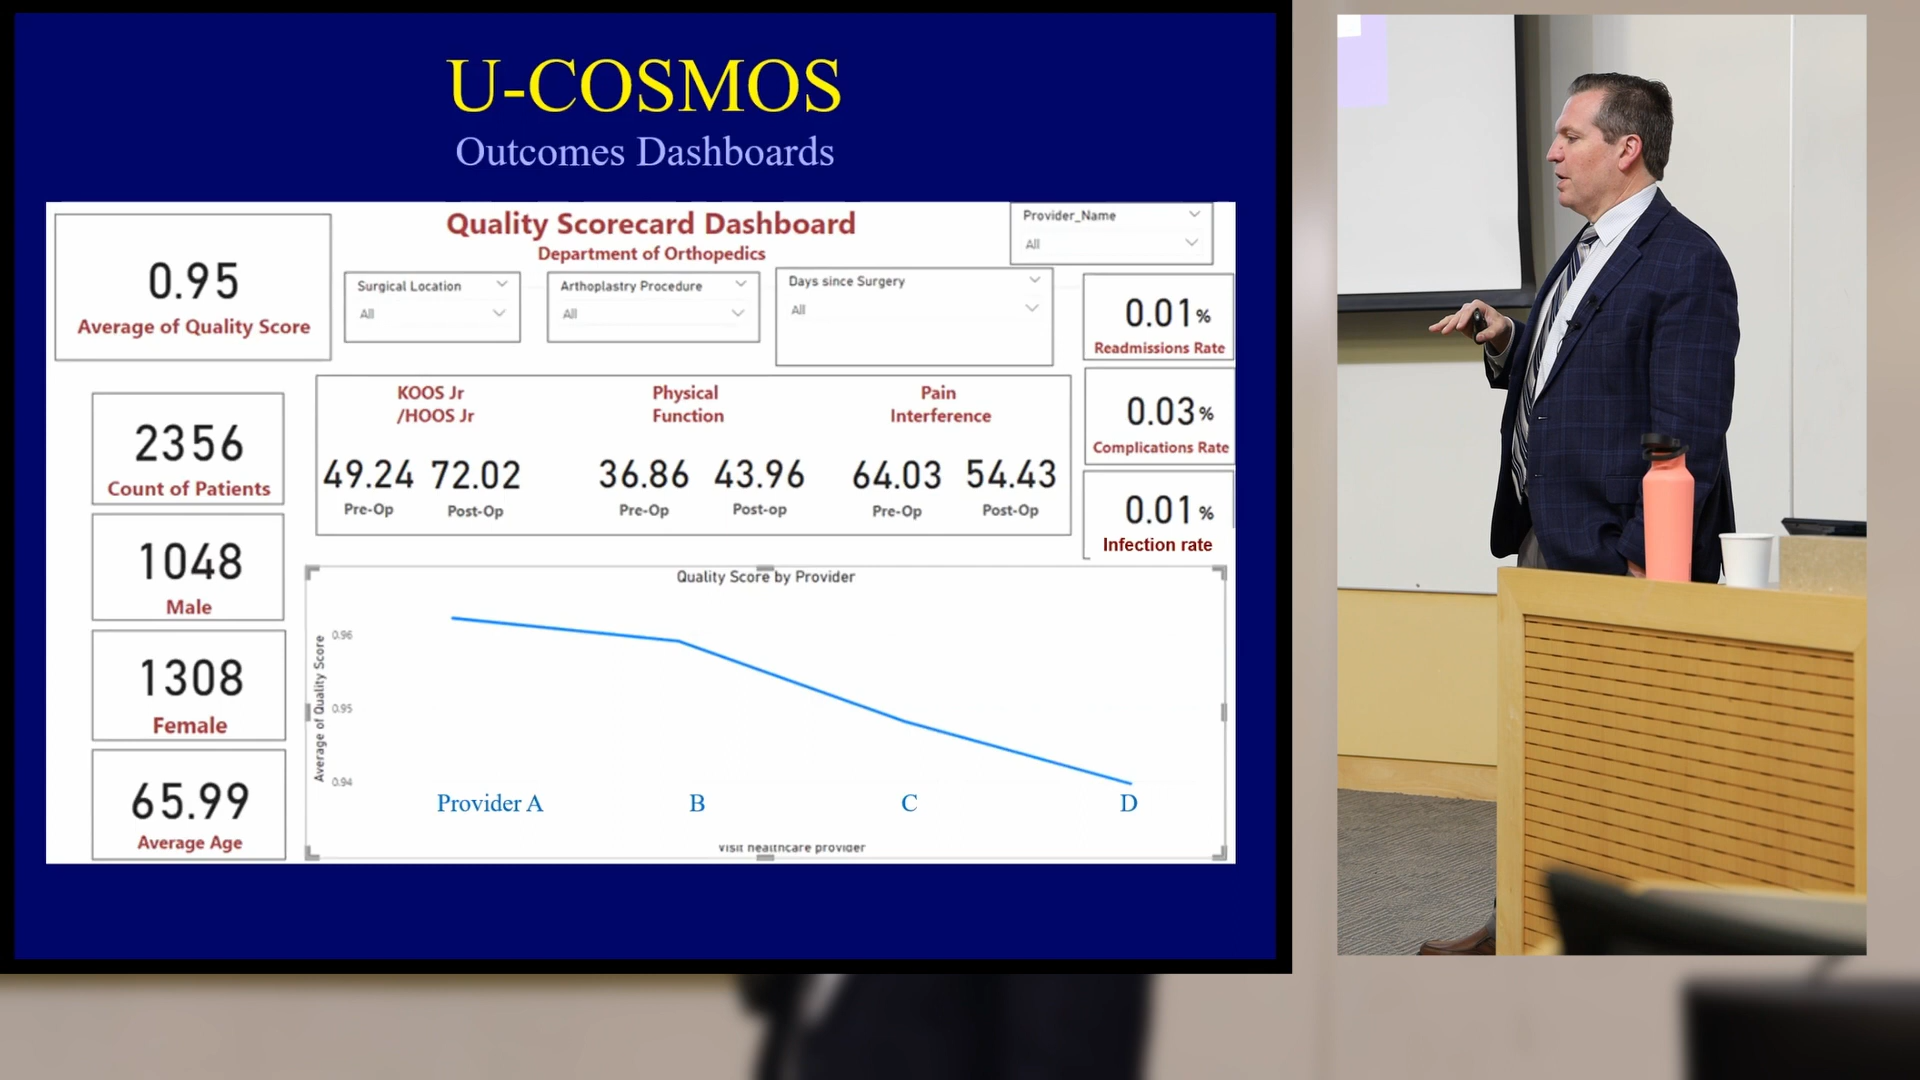 U-COSMOS
Outcomes Dashboards
Quality Scorecard Dashboard
Department of Orthopedics
Provider_Name
All
0.95
Average of Quality Score
Surgical Location
All
Arthoplastry Procedure
All
Days since Surgery
All
0.01%
Readmissions Rate
0.03%
Complications Rate
0.01%
Infection rate
2356
Count of Patients
1048
Male
1308
Female
65.99
Average Age
KOOS Jr
/HOOS Jr
49.24 72.02
Pre-Op Post-Op
Physical
Function
36.86 43.96
Pre-Op Post-op
Pain
Interference
64.03 54.43
Pre-Op Post-Op
Quality Score by Provider
Average of Quality Score
0.96
0.95
0.94
Provider A B C D
Visit healthcare provider